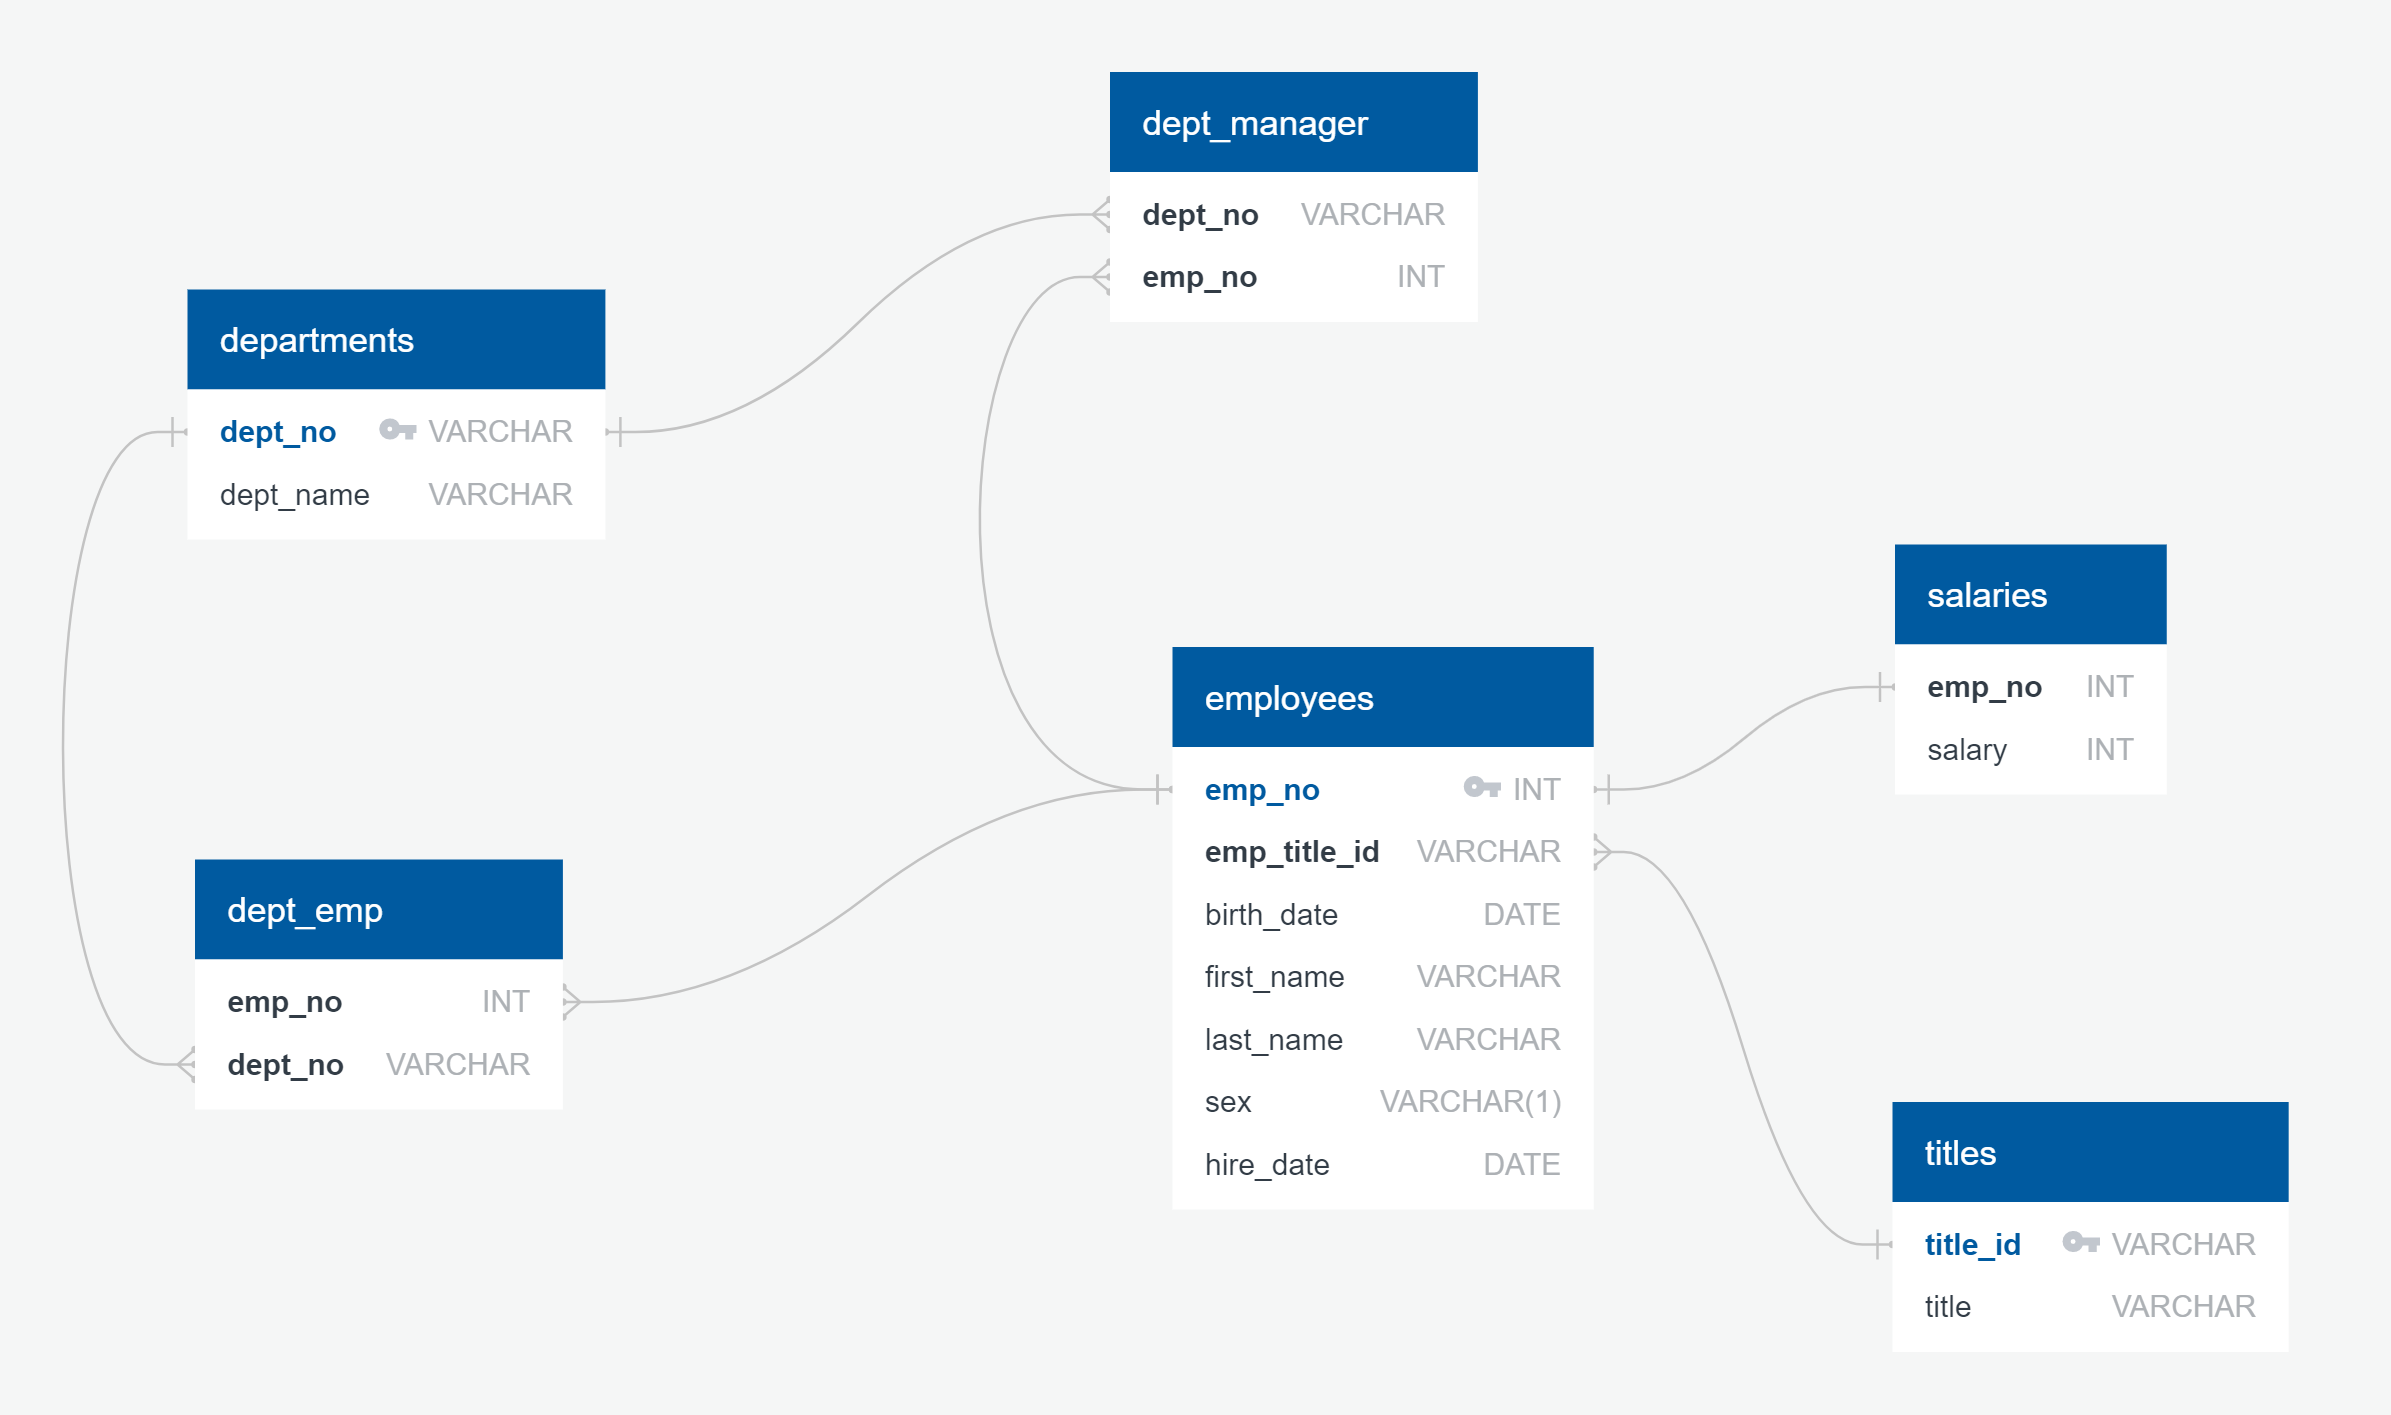 dept_manager
dept_no VARCHAR
emp_no INT
departments
dept_no VARCHAR
dept_name VARCHAR
salaries
emp_no INT
salary INT
employees
emp_no INT
emp_title_id VARCHAR
birth_date DATE
first_name VARCHAR
last_name VARCHAR
sex VARCHAR(1)
hire_date DATE
dept_emp
emp_no INT
dept_no VARCHAR
titles
title_id VARCHAR
title VARCHAR